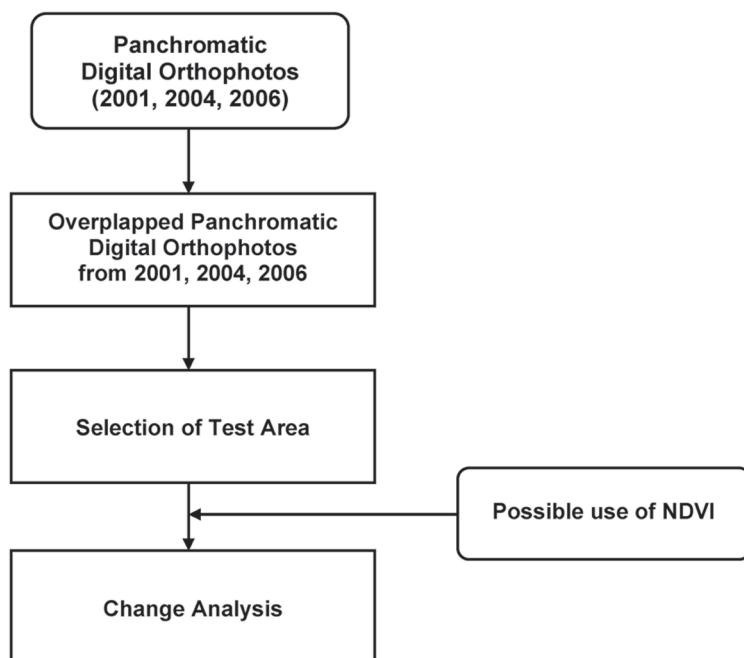 Panchromatic
Digital Orthophotos
(2001, 2004, 2006)
Overplapped Panchromatic
Digital Orthophotos
from 2001, 2004, 2006
Selection of Test Area
Possible use of NDVI
Change Analysis